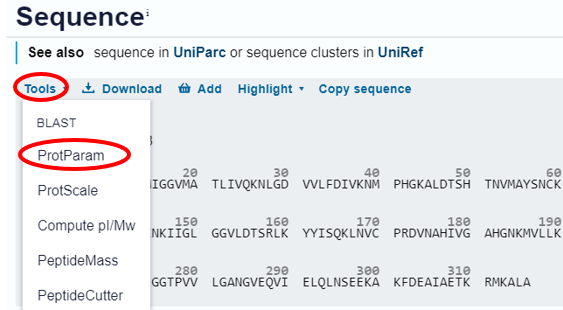 Sequence i
See also sequence in UniParc or sequence clusters in UniRef
Tools Download Add Highlight Copy sequence
BLAST
ProtParam
ProtScale
Compute pI/Mw
PeptideMass
PeptideCutter
20 30 40 50 60
IGGVMA TLIVQKNLGD VVLFDIVKNM PHGKALDTSH TNVMAYSNCK
150 160 170 180 190
NKIIGL GGVLDTSRLK YYISQKLNVC PRDVNAHIVG AHGNKMVLLK
280 290 300 310
GGTPVV LGANGVEQVI ELQLNSEEKA KFDEAIAETK RMKALA